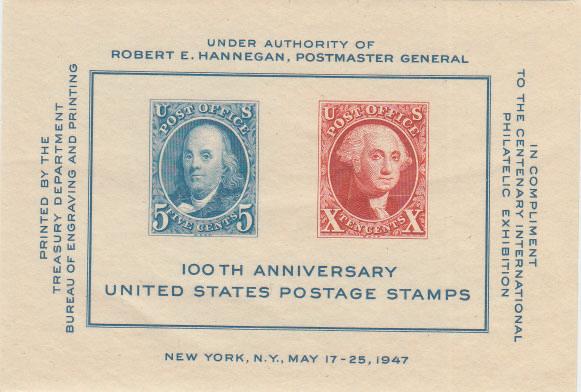 UNDER AUTHORITY OF
ROBERT E. HANNEGAN, POSTMASTER GENERAL
PRINTED BY THE
TREASURY DEPARTMENT
BUREAU OF ENGRAVING AND PRINTING
U S
POST OFFICE
5 FIVE CENTS 5
U S
POST OFFICE
X TEN CENTS X
100TH ANNIVERSARY
UNITED STATES POSTAGE STAMPS
IN COMPLIMENT
TO THE CENTENARY INTERNATIONAL
PHILATELIC EXHIBITION
NEW YORK, N.Y., MAY 17-25, 1947